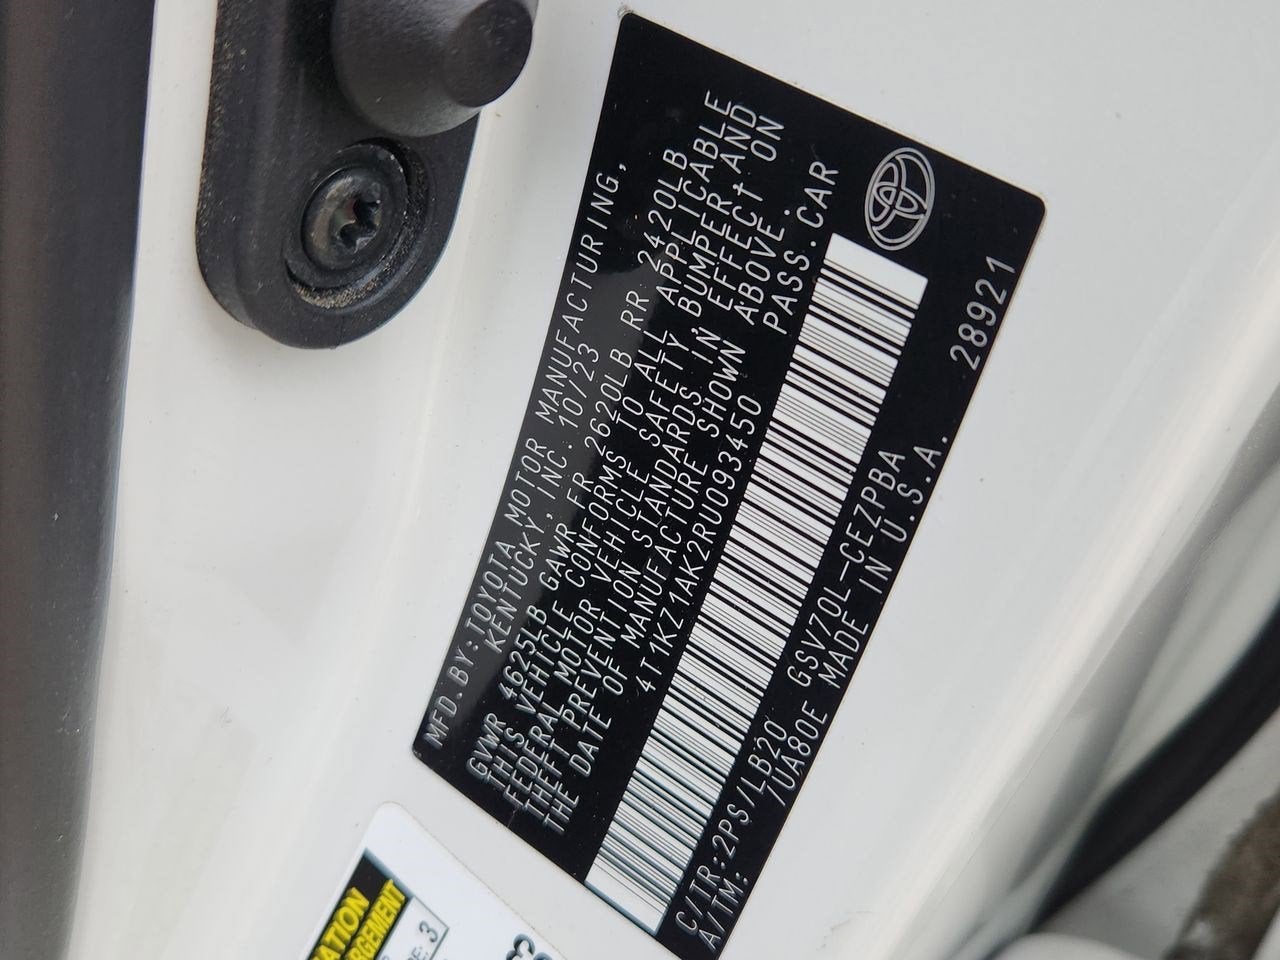 MFD. BY: TOYOTA MOTOR MANUFACTURING,
KENTUCKY, INC. 10/23
GVWR 4625LB GAWR FR 2620LB RR 2420LB
THIS VEHICLE CONFORMS TO ALL APPLICABLE
FEDERAL MOTOR VEHICLE SAFETY, BUMPER, AND
THEFT PREVENTION STANDARDS IN EFFECT ON
THE DATE OF MANUFACTURE SHOWN ABOVE.
4T1KZ1AK2RU093450 PASS.CAR
C/TR:2PS/LB20 GSV70L-CEZPBA
A/TM: /UA80E MADE IN U.S.A.
28921
3